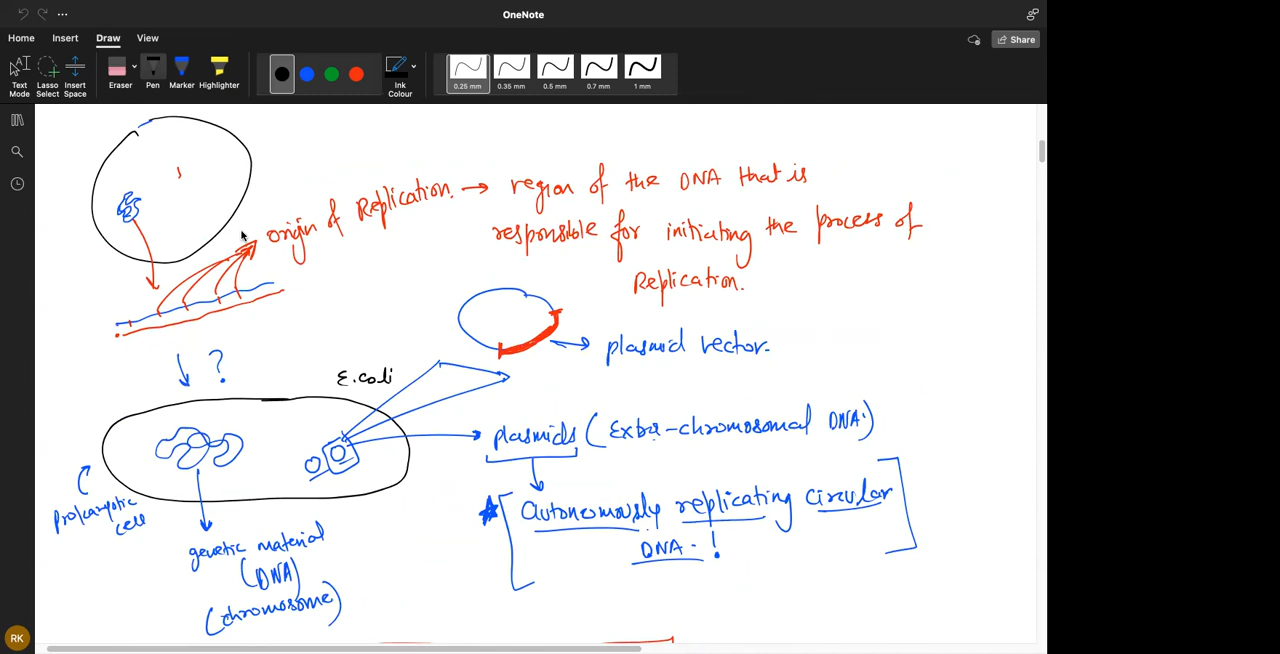 OneNote
Home Insert Draw View
Share
Text Mode
Lasso Select
Insert Space
Eraser
Pen
Marker
Highlighter
Ink Colour
0.25 mm
0.35 mm
0.5 mm
0.7 mm
1 mm
origin of Replication. → region of the DNA that is
responsible for initiating the process of
Replication.
plasmid vector.
?
E.coli
plasmids (Extra-chromosomal DNA.)
Autonomously replicating circular
DNA. !
prokaryotic
cell
genetic material
(DNA)
(chromosome)
RK